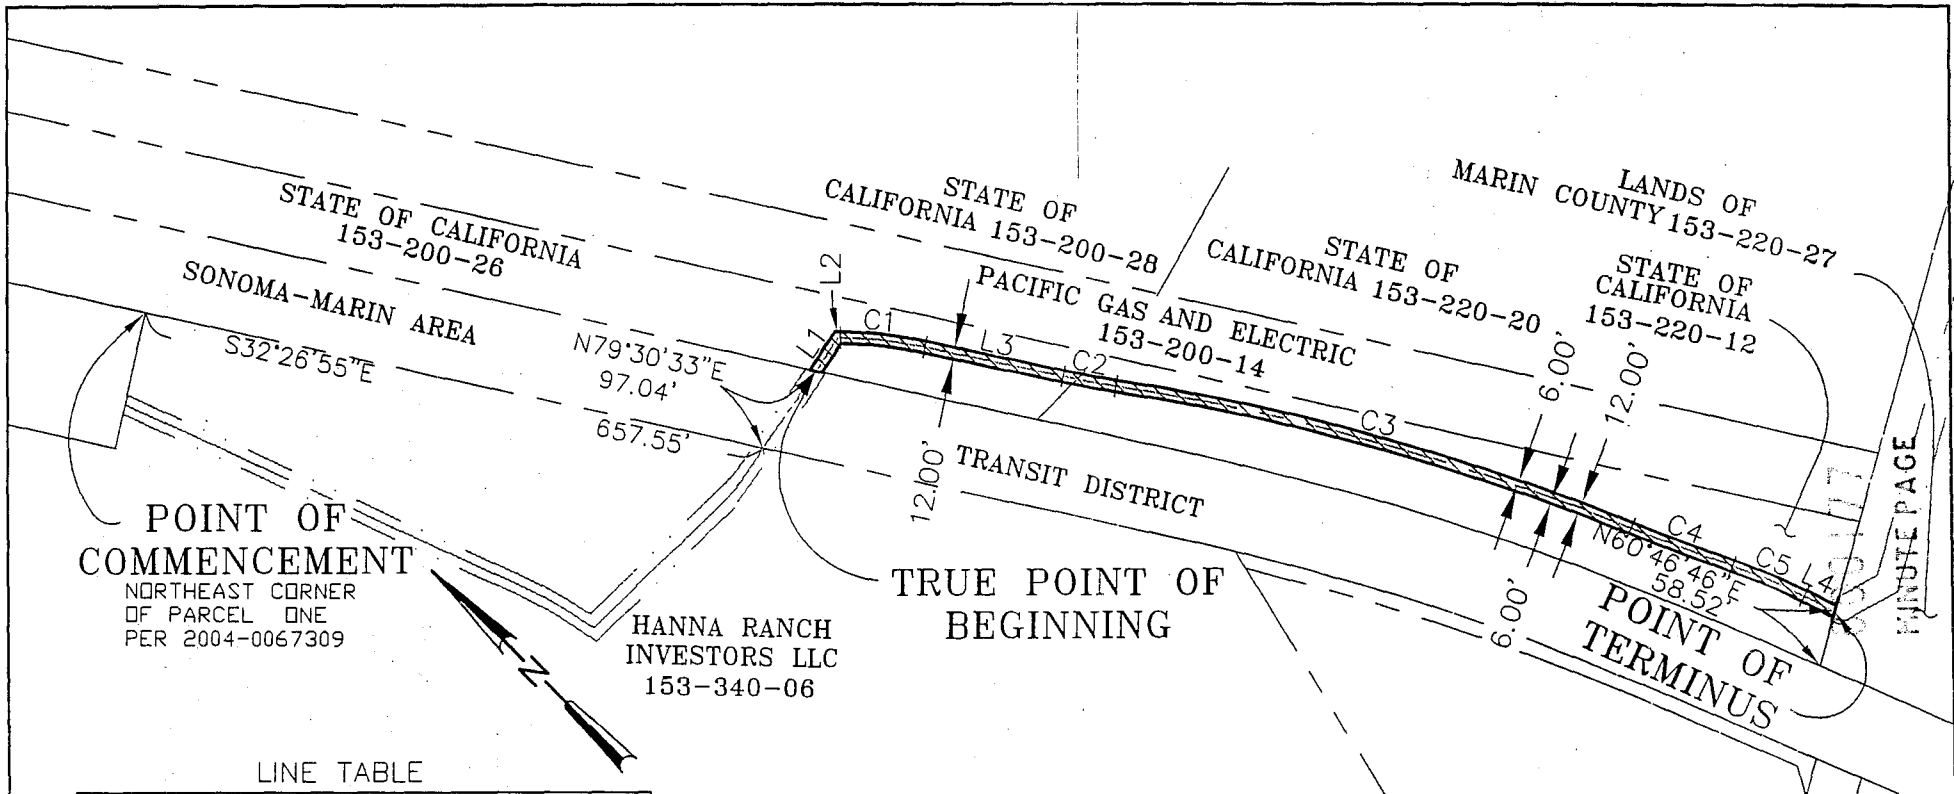 STATE OF CALIFORNIA
153-200-26
SONOMA-MARIN AREA
S32°26'55"E
N79°30'33"E
97.04'
657.55'
L1
L2
C1
STATE OF
CALIFORNIA 153-200-28
PACIFIC GAS AND ELECTRIC
153-200-14
L3
C2
12.00'
TRANSIT DISTRICT
STATE OF
CALIFORNIA 153-220-20
LANDS OF
MARIN COUNTY 153-220-27
STATE OF
CALIFORNIA
153-220-12
6.00'
12.00'
C3
C4
C5
L4
N60°46'46"E
58.52'
6.00'
POINT OF
TERMINUS
PAGE
POINT OF
COMMENCEMENT
NORTHEAST CORNER
OF PARCEL ONE
PER 2004-0067309
TRUE POINT OF
BEGINNING
HANNA RANCH
INVESTORS LLC
153-340-06
N
LINE TABLE